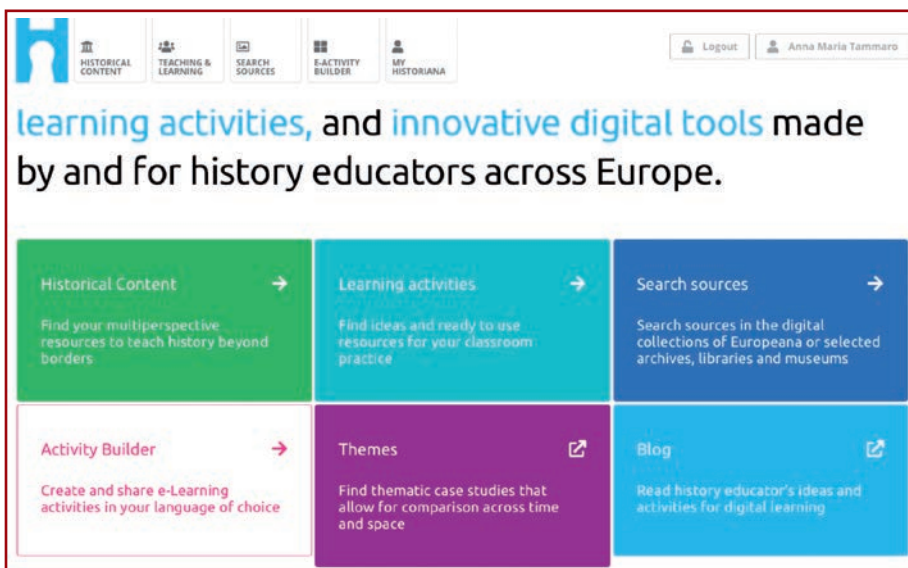 HISTORICAL
CONTENT
TEACHING &
LEARNING
SEARCH
SOURCES
E-ACTIVITY
BUILDER
MY
HISTORIANA
Logout
Anna Maria Tammaro
learning activities, and innovative digital tools made
by and for history educators across Europe.
Historical Content
Find your multiperspective
resources to teach history beyond
borders
Learning activities
Find ideas and ready to use
resources for your classroom
practice
Search sources
Search sources in the digital
collections of Europeana or selected
archives, libraries and museums
Activity Builder
Create and share e-Learning
activities in your language of choice
Themes
Find thematic case studies that
allow for comparison across time
and space
Blog
Read history educator's ideas and
activities for digital learning